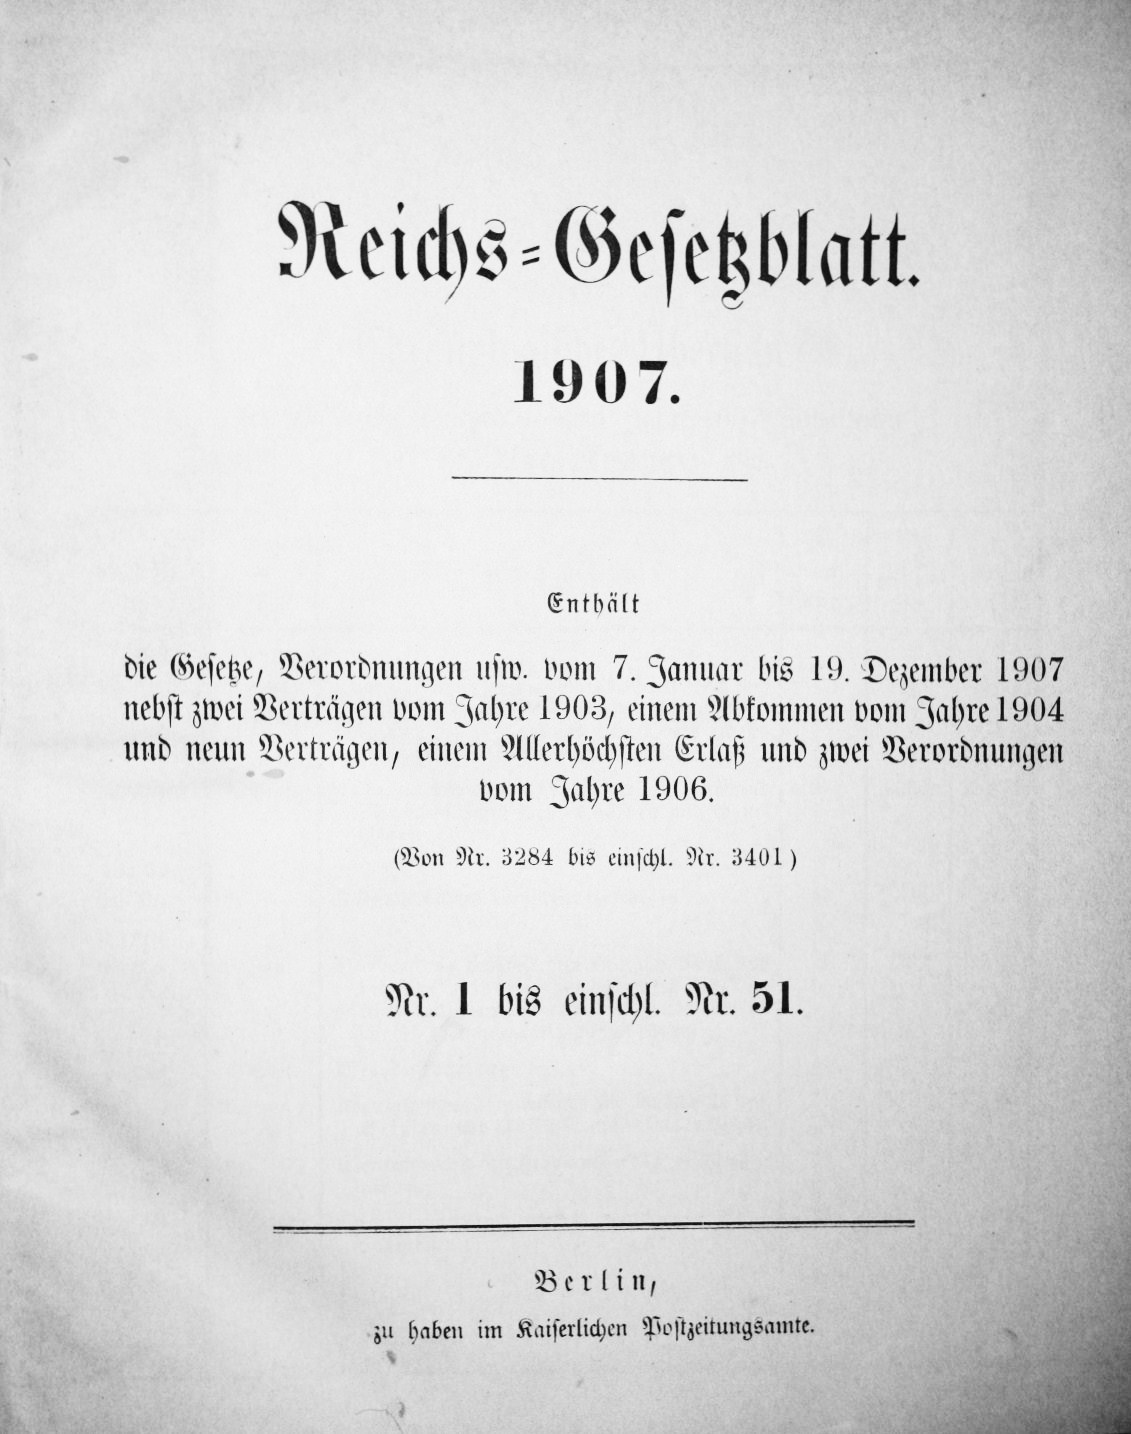 Reichs-Gesetzblatt.
1907.
Enthält
die Gesetze, Verordnungen usw. vom 7. Januar bis 19. Dezember 1907
nebst zwei Verträgen vom Jahre 1903, einem Abkommen vom Jahre 1904
und neun Verträgen, einem Allerhöchsten Erlaß und zwei Verordnungen
vom Jahre 1906.
(Von Nr. 3284 bis einschl. Nr. 3401)
Nr. 1 bis einschl. Nr. 51.
Berlin,
zu haben im Kaiserlichen Postzeitungsamte.